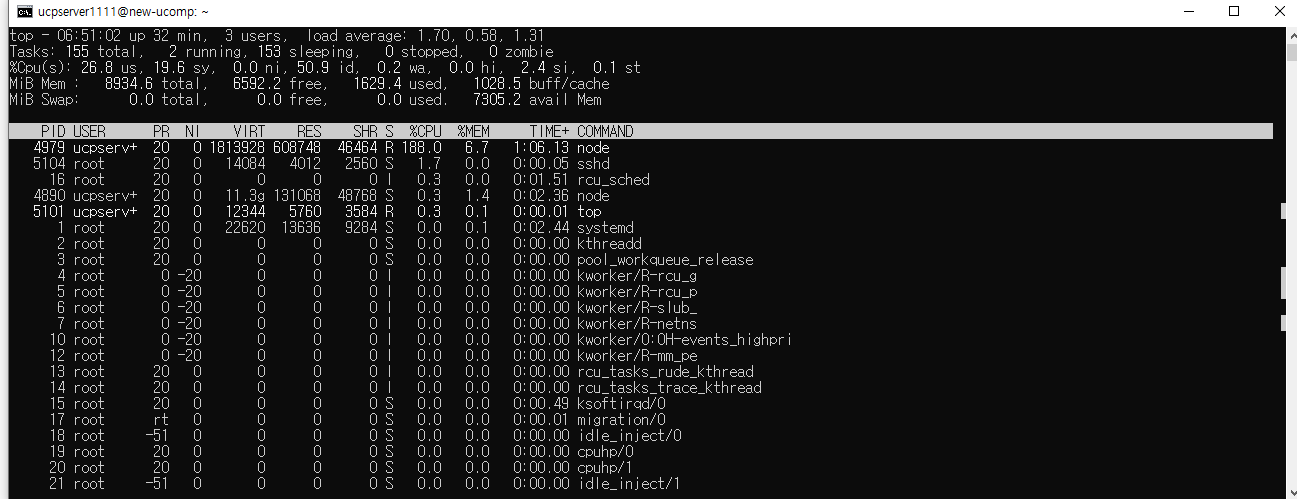 ucpserver1111@new-ucomp: ~
top - 06:51:02 up 32 min,  3 users,  load average: 1.70, 0.58, 1.31
Tasks: 155 total,   2 running, 153 sleeping,   0 stopped,   0 zombie
%Cpu(s): 26.8 us, 19.6 sy,  0.0 ni, 50.9 id,  0.2 wa,  0.0 hi,  2.4 si,  0.1 st
MiB Mem :   8934.6 total,   6592.2 free,   1629.4 used,   1028.5 buff/cache
MiB Swap:      0.0 total,      0.0 free,      0.0 used.   7305.2 avail Mem
PID USER      PR  NI    VIRT    RES    SHR S  %CPU  %MEM     TIME+ COMMAND
4979 ucpserv+  20   0 1813928 608748  46464 R 188.0   6.7   1:06.13 node
5104 root      20   0   14084   4012   2560 S   1.7   0.0   0:00.05 sshd
16 root      20   0       0      0      0 I   0.3   0.0   0:01.51 rcu_sched
4890 ucpserv+  20   0   11.3g 131068  48768 S   0.3   1.4   0:02.36 node
5101 ucpserv+  20   0   12344   5760   3584 R   0.3   0.1   0:00.01 top
1 root      20   0   22620  13636   9284 S   0.0   0.1   0:02.44 systemd
2 root      20   0       0      0      0 S   0.0   0.0   0:00.00 kthreadd
3 root      20   0       0      0      0 S   0.0   0.0   0:00.00 pool_workqueue_release
4 root       0 -20       0      0      0 I   0.0   0.0   0:00.00 kworker/R-rcu_g
5 root       0 -20       0      0      0 I   0.0   0.0   0:00.00 kworker/R-rcu_p
6 root       0 -20       0      0      0 I   0.0   0.0   0:00.00 kworker/R-slub_
7 root       0 -20       0      0      0 I   0.0   0.0   0:00.00 kworker/R-netns
10 root       0 -20       0      0      0 I   0.0   0.0   0:00.00 kworker/0:0H-events_highpri
12 root       0 -20       0      0      0 I   0.0   0.0   0:00.00 kworker/R-mm_pe
13 root      20   0       0      0      0 I   0.0   0.0   0:00.00 rcu_tasks_rude_kthread
14 root      20   0       0      0      0 I   0.0   0.0   0:00.00 rcu_tasks_trace_kthread
15 root      20   0       0      0      0 S   0.0   0.0   0:00.49 ksoftirqd/0
17 root      rt   0       0      0      0 S   0.0   0.0   0:00.01 migration/0
18 root     -51   0       0      0      0 S   0.0   0.0   0:00.00 idle_inject/0
19 root      20   0       0      0      0 S   0.0   0.0   0:00.00 cpuhp/0
20 root      20   0       0      0      0 S   0.0   0.0   0:00.00 cpuhp/1
21 root     -51   0       0      0      0 S   0.0   0.0   0:00.00 idle_inject/1